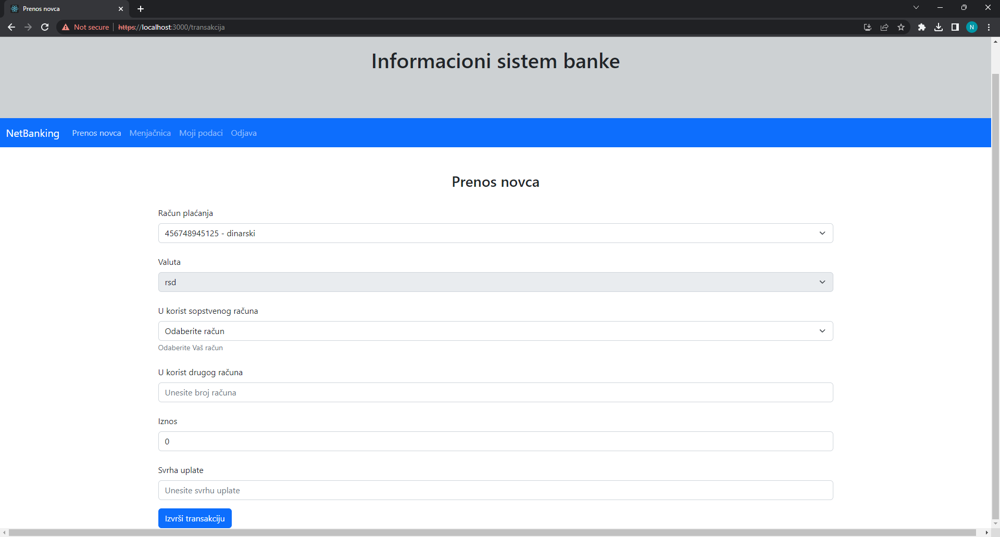 Prenos novca
Not secure https://localhost:3000/transakcija
N
Informacioni sistem banke
NetBanking Prenos novca Menjačnica Moji podaci Odjava
Prenos novca
Račun plaćanja
456748945125 - dinarski
Valuta
rsd
U korist sopstvenog računa
Odaberite račun
Odaberite Vaš račun
U korist drugog računa
Unesite broj računa
Iznos
0
Svrha uplate
Unesite svrhu uplate
Izvrši transakciju